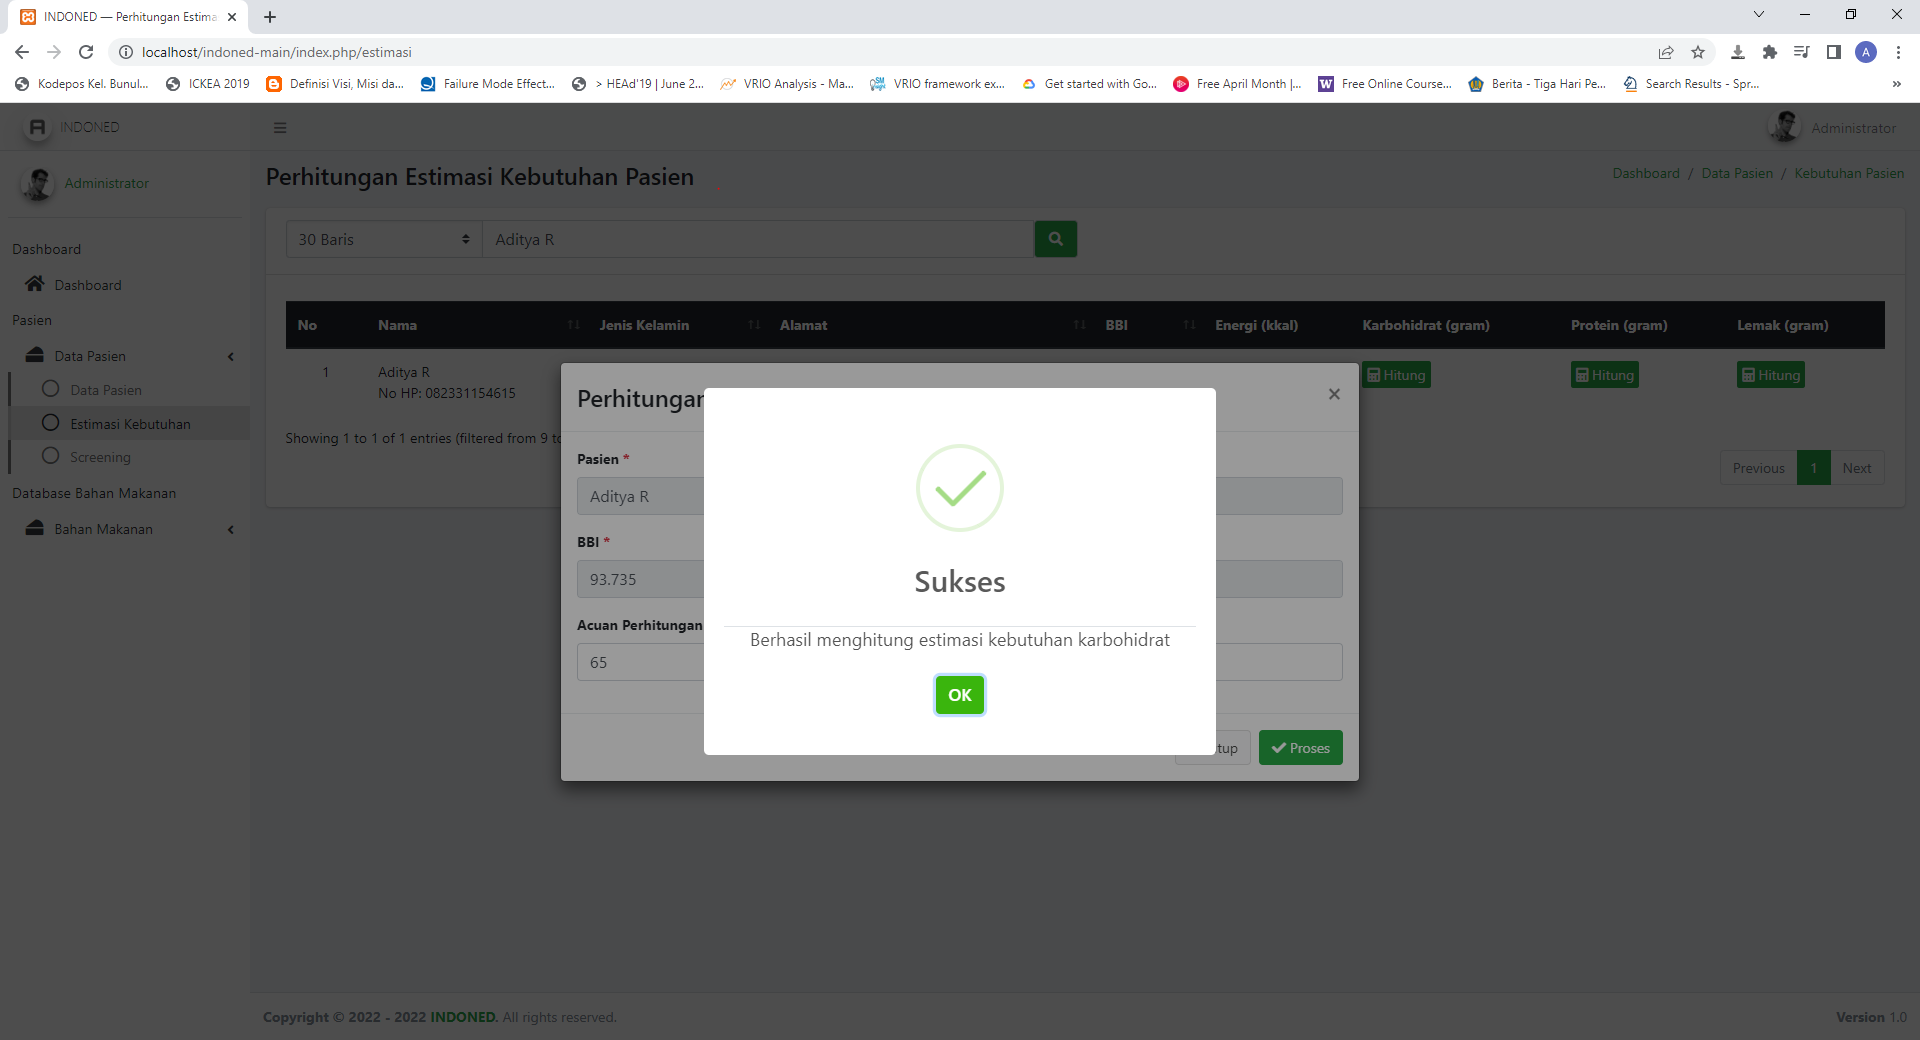 INDONED — Perhitungan Estima
localhost/indoned-main/index.php/estimasi
A
Kodepos Kel. Bunul...
ICKEA 2019
Definisi Visi, Misi da...
Failure Mode Effect...
> HEAd'19 | June 2...
VRIO Analysis - Ma...
VRIO framework ex...
Get started with Go...
Free April Month |...
W Free Online Course...
Berita - Tiga Hari Pe...
Search Results - Spr...
»
INDONED
Administrator
Administrator
Perhitungan Estimasi Kebutuhan Pasien
Dashboard / Data Pasien / Kebutuhan Pasien
30 Baris
Aditya R
Dashboard
Dashboard
Pasien
Data Pasien
Data Pasien
Estimasi Kebutuhan
Screening
Database Bahan Makanan
Bahan Makanan
No Nama Jenis Kelamin Alamat BBI Energi (kkal) Karbohidrat (gram) Protein (gram) Lemak (gram)
1 Aditya R Hitung Hitung Hitung
No HP: 082331154615
Showing 1 to 1 of 1 entries (filtered from 9 to
Previous 1 Next
Perhitungan
×
Pasien *
Aditya R
BBI *
93.735
Acuan Perhitungan
65
tup
Proses
Sukses
Berhasil menghitung estimasi kebutuhan karbohidrat
OK
Copyright © 2022 - 2022 INDONED. All rights reserved.
Version 1.0